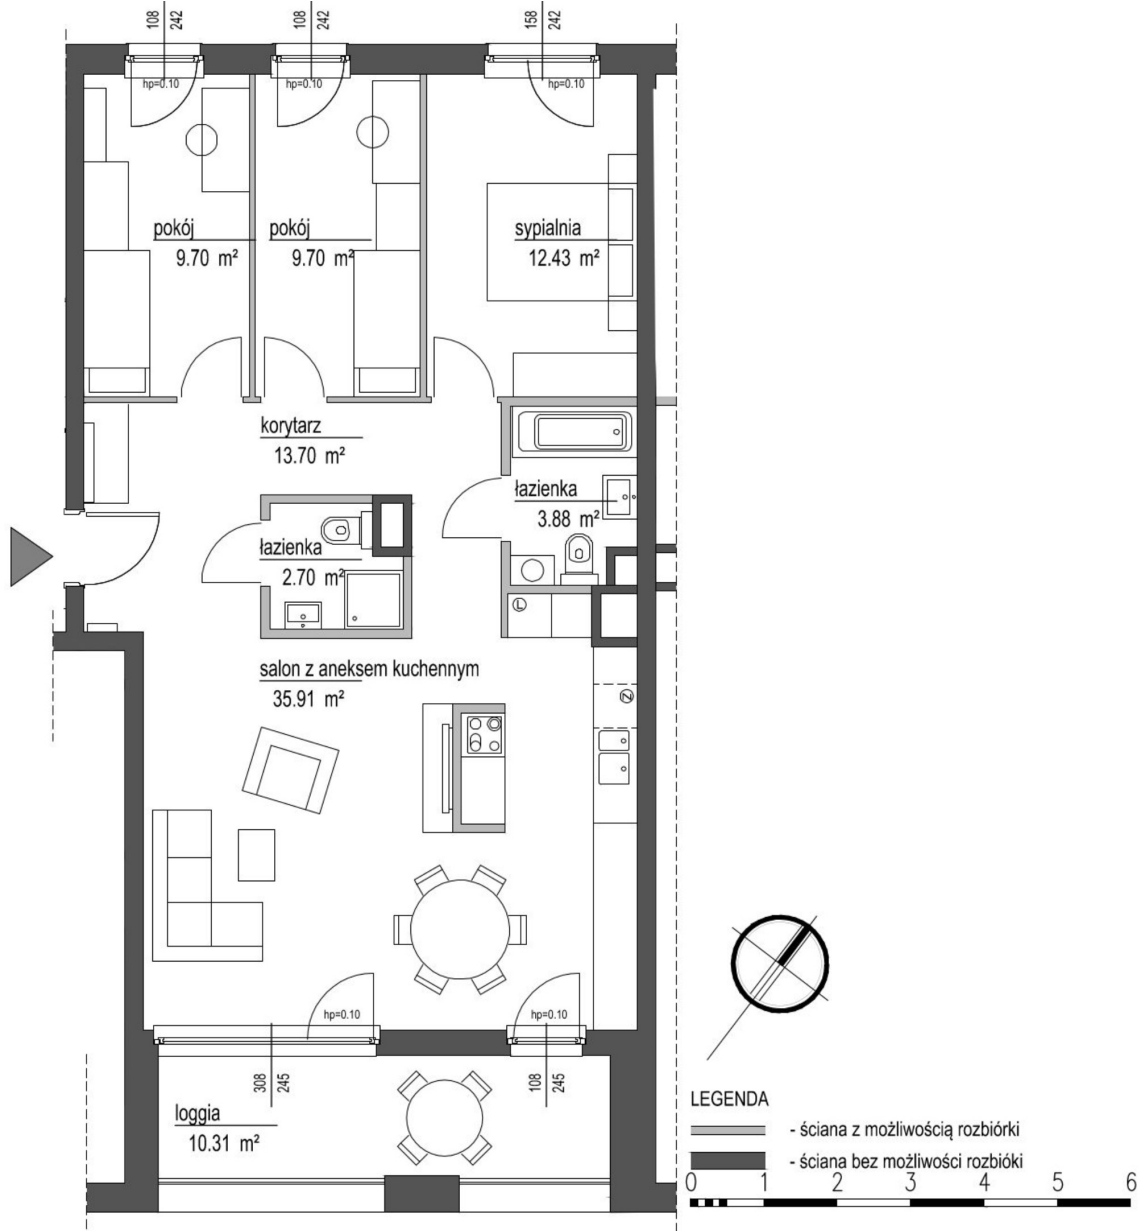 108
242
108
242
158
242
hp=0.10
hp=0.10
hp=0.10
pokój
9.70 m²
pokój
9.70 m²
sypialnia
12.43 m²
korytarz
13.70 m²
łazienka
3.88 m²
łazienka
2.70 m²
L
salon z aneksem kuchennym
35.91 m²
Z
hp=0.10
hp=0.10
308
245
108
245
loggia
10.31 m²
LEGENDA
- ściana z możliwością rozbiórki
- ściana bez możliwości rozbióki
0 1 2 3 4 5 6